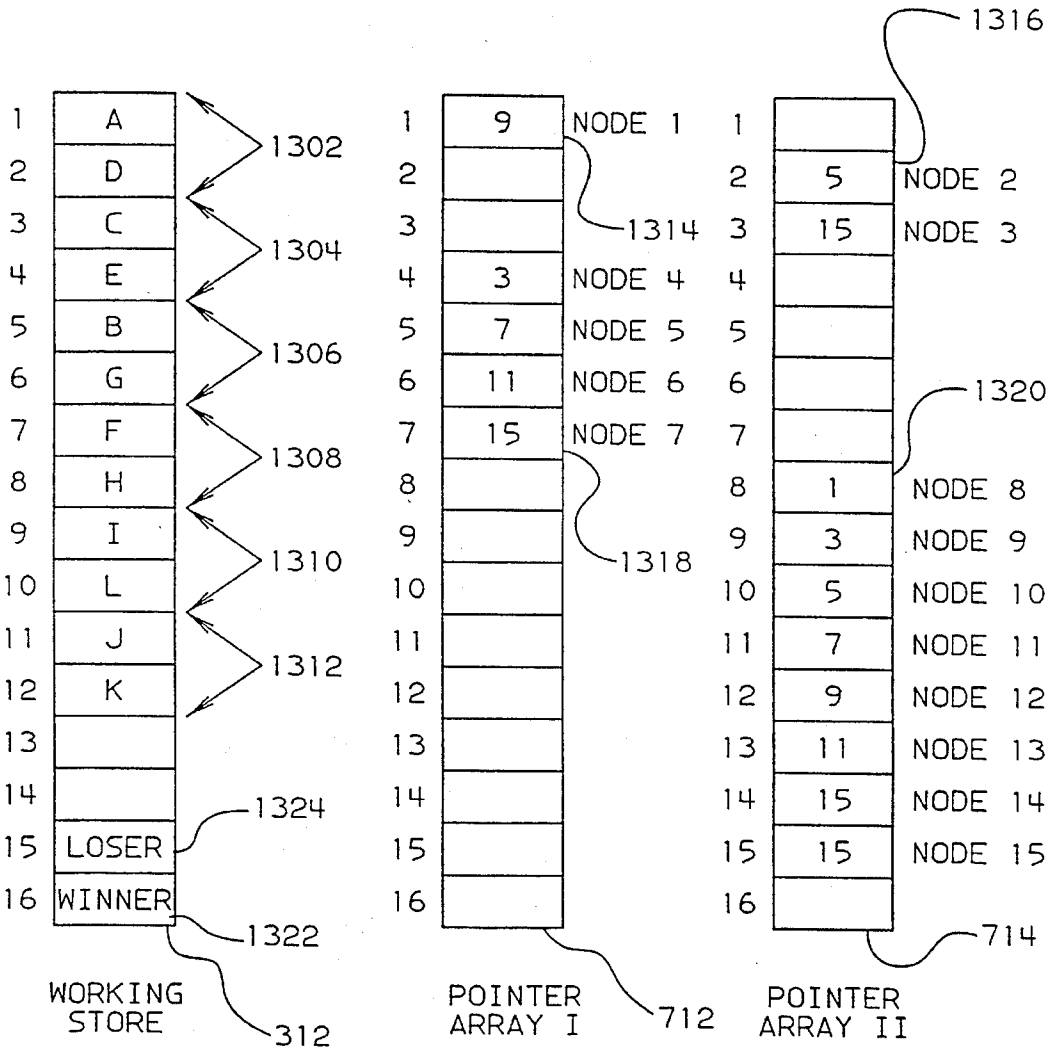 1316
1 A 1 9 NODE 1 1
1302
2 D 2 2 5 NODE 2
3 C 3 1314 3 15 NODE 3
1304
4 E 4 3 NODE 4 4
5 B 5 7 NODE 5 5
1306
6 G 6 11 NODE 6 6
1320
7 F 7 15 NODE 7 7
1308
8 H 8 8 1 NODE 8
9 I 9 9 3 NODE 9
1310 1318
10 L 10 10 5 NODE 10
11 J 11 11 7 NODE 11
1312
12 K 12 12 9 NODE 12
13 13 13 11 NODE 13
14 14 14 15 NODE 14
1324
15 LOSER 15 15 15 NODE 15
16 WINNER 16 16
1322 714
WORKING
STORE
312
POINTER
ARRAY I
712
POINTER
ARRAY II